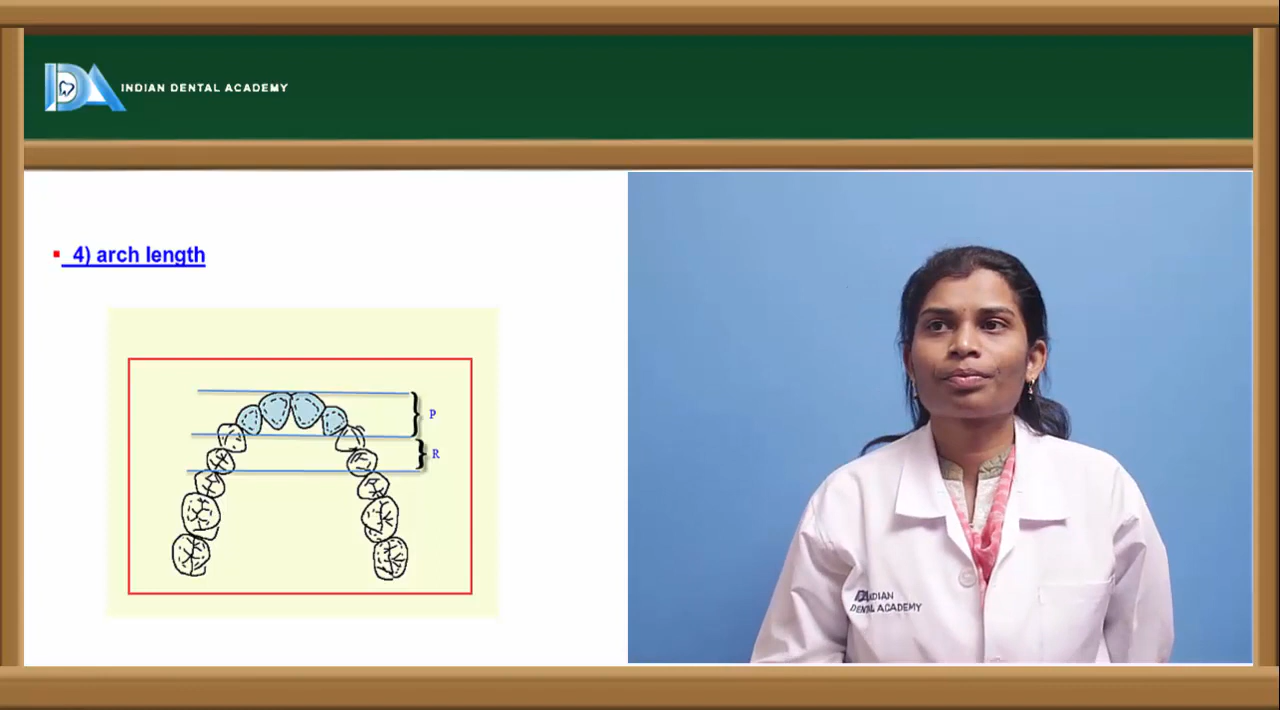 INDIAN DENTAL ACADEMY
4) arch length
P
R
INDIAN
DENTAL ACADEMY